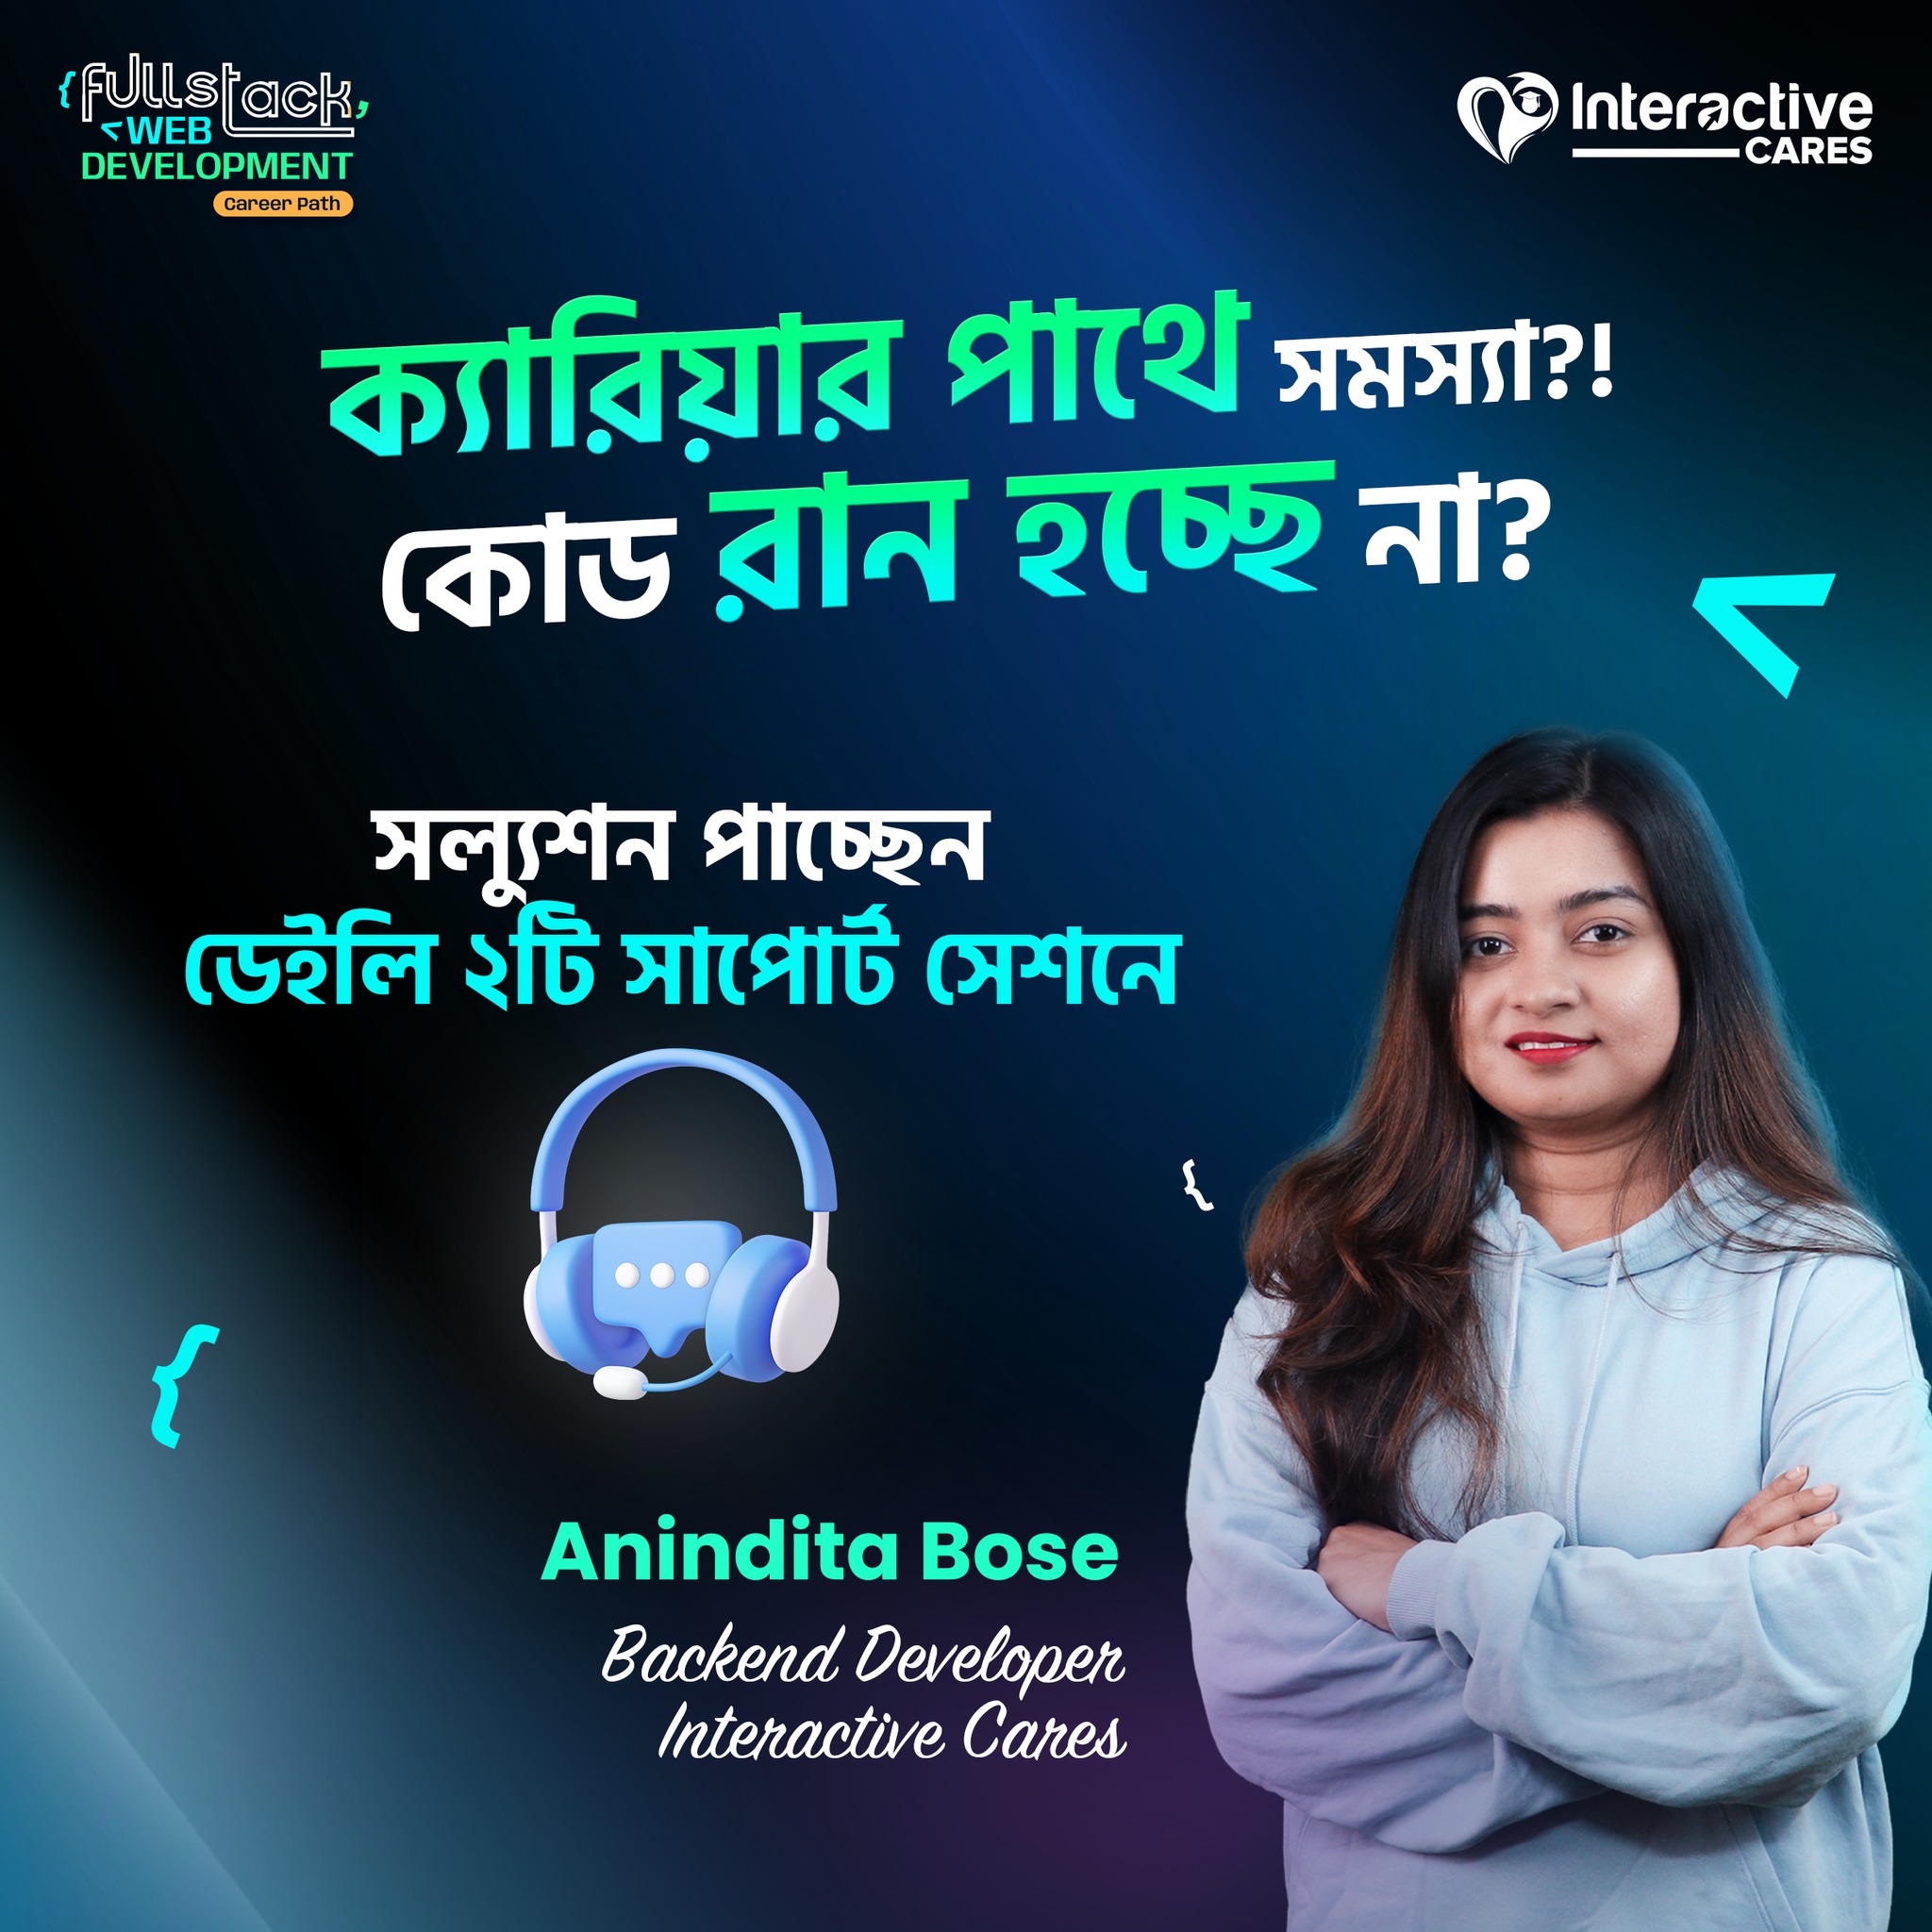 {fullstack,
<WEB
DEVELOPMENT
Career Path
Interactive
CARES
ক্যারিয়ার পাথে সমস্যা?!
কোড রান হচ্ছে না?
<
সল্যুশন পাচ্ছেন
ডেইলি ২টি সাপোর্ট সেশনে
{
{
Anindita Bose
Backend Developer
Interactive Cares